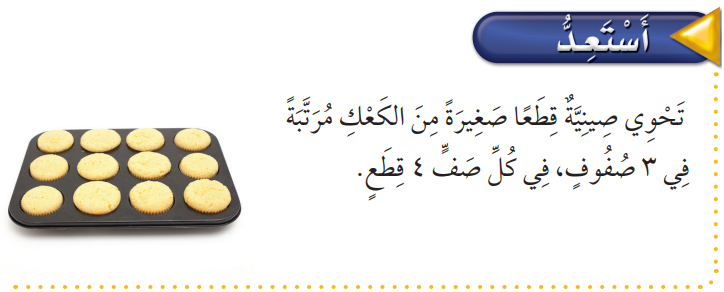 أَسْتَعِدُّ
تَحْوِي صِينِيَّةٌ قِطَعًا صَغِيرَةً مِنَ الكَعْكِ مُرَتَّبَةً
فِي ٣ صُفُوفٍ، فِي كُلِّ صَفٍّ ٤ قِطَعٍ.